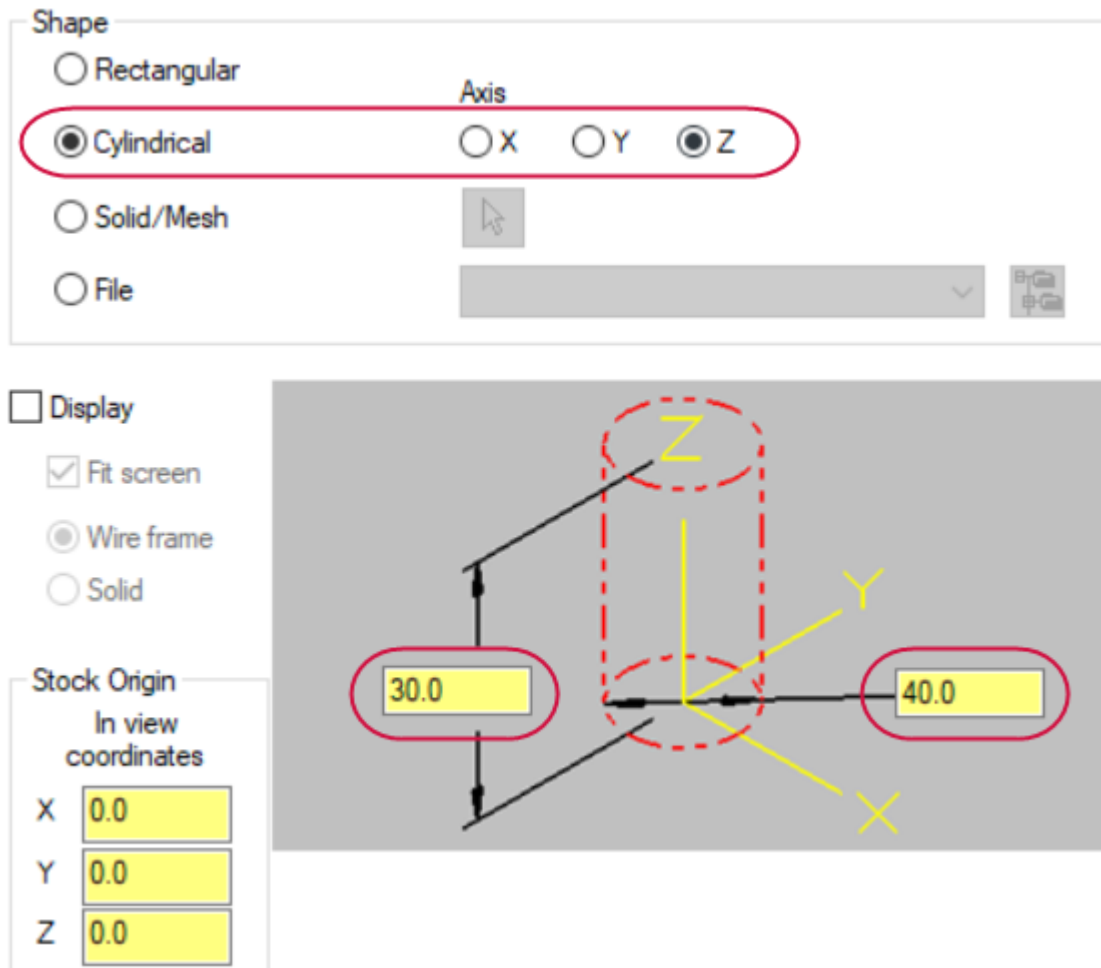 Shape
Rectangular
Axis
Cylindrical X Y Z
Solid/Mesh
File
Display
Fit screen
Wire frame
Solid
Z
Y
30.0
40.0
X
Stock Origin
In view
coordinates
X 0.0
Y 0.0
Z 0.0